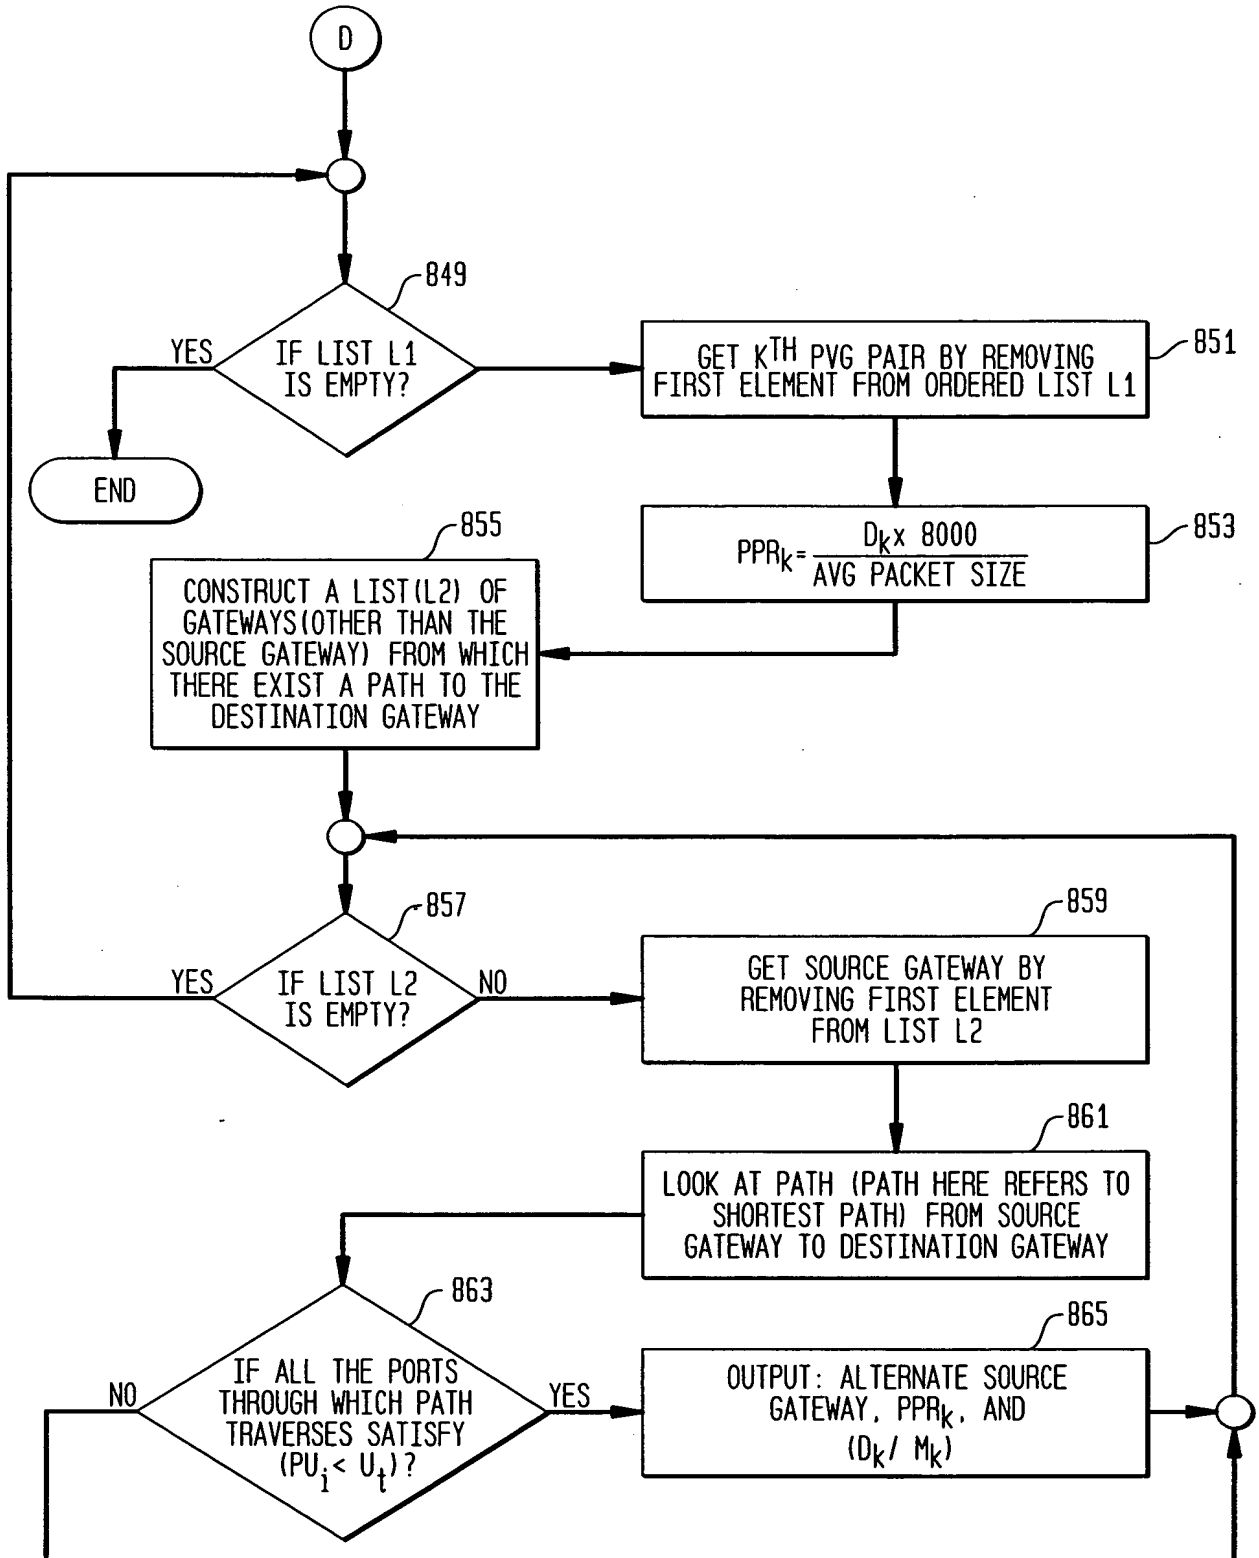 D
849
YES
IF LIST L1
IS EMPTY?
END
GET KTH PVG PAIR BY REMOVING
FIRST ELEMENT FROM ORDERED LIST L1
851
PPRk= Dk x 8000
AVG PACKET SIZE
853
855
CONSTRUCT A LIST(L2) OF
GATEWAYS(OTHER THAN THE
SOURCE GATEWAY) FROM WHICH
THERE EXIST A PATH TO THE
DESTINATION GATEWAY
857
YES
IF LIST L2
IS EMPTY?
NO
859
GET SOURCE GATEWAY BY
REMOVING FIRST ELEMENT
FROM LIST L2
861
LOOK AT PATH (PATH HERE REFERS TO
SHORTEST PATH) FROM SOURCE
GATEWAY TO DESTINATION GATEWAY
863
NO
IF ALL THE PORTS
THROUGH WHICH PATH
TRAVERSES SATISFY
(PUi< Ut)?
YES
865
OUTPUT: ALTERNATE SOURCE
GATEWAY, PPRk, AND
(Dk/ Mk)